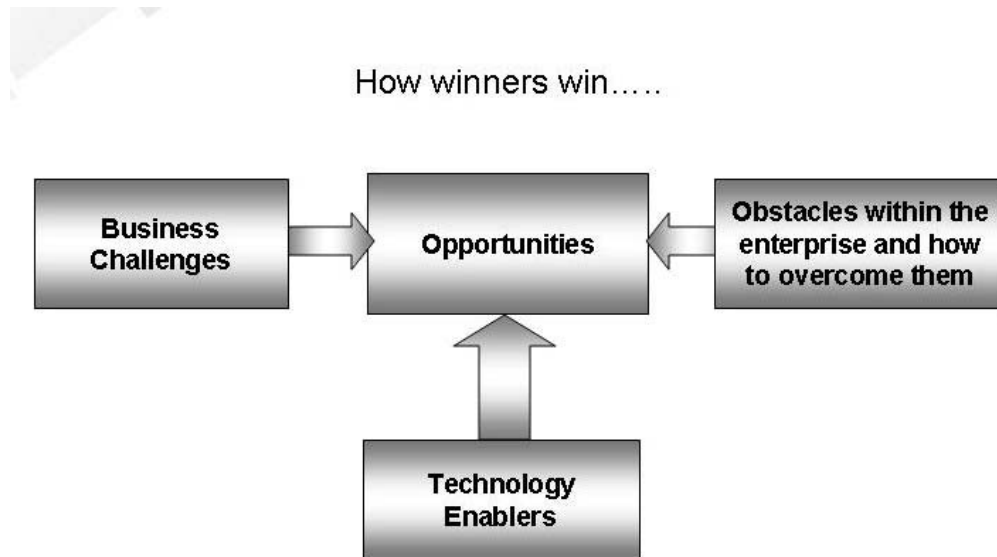 How winners win…..
Business
Challenges
Opportunities
Obstacles within the
enterprise and how
to overcome them
Technology
Enablers